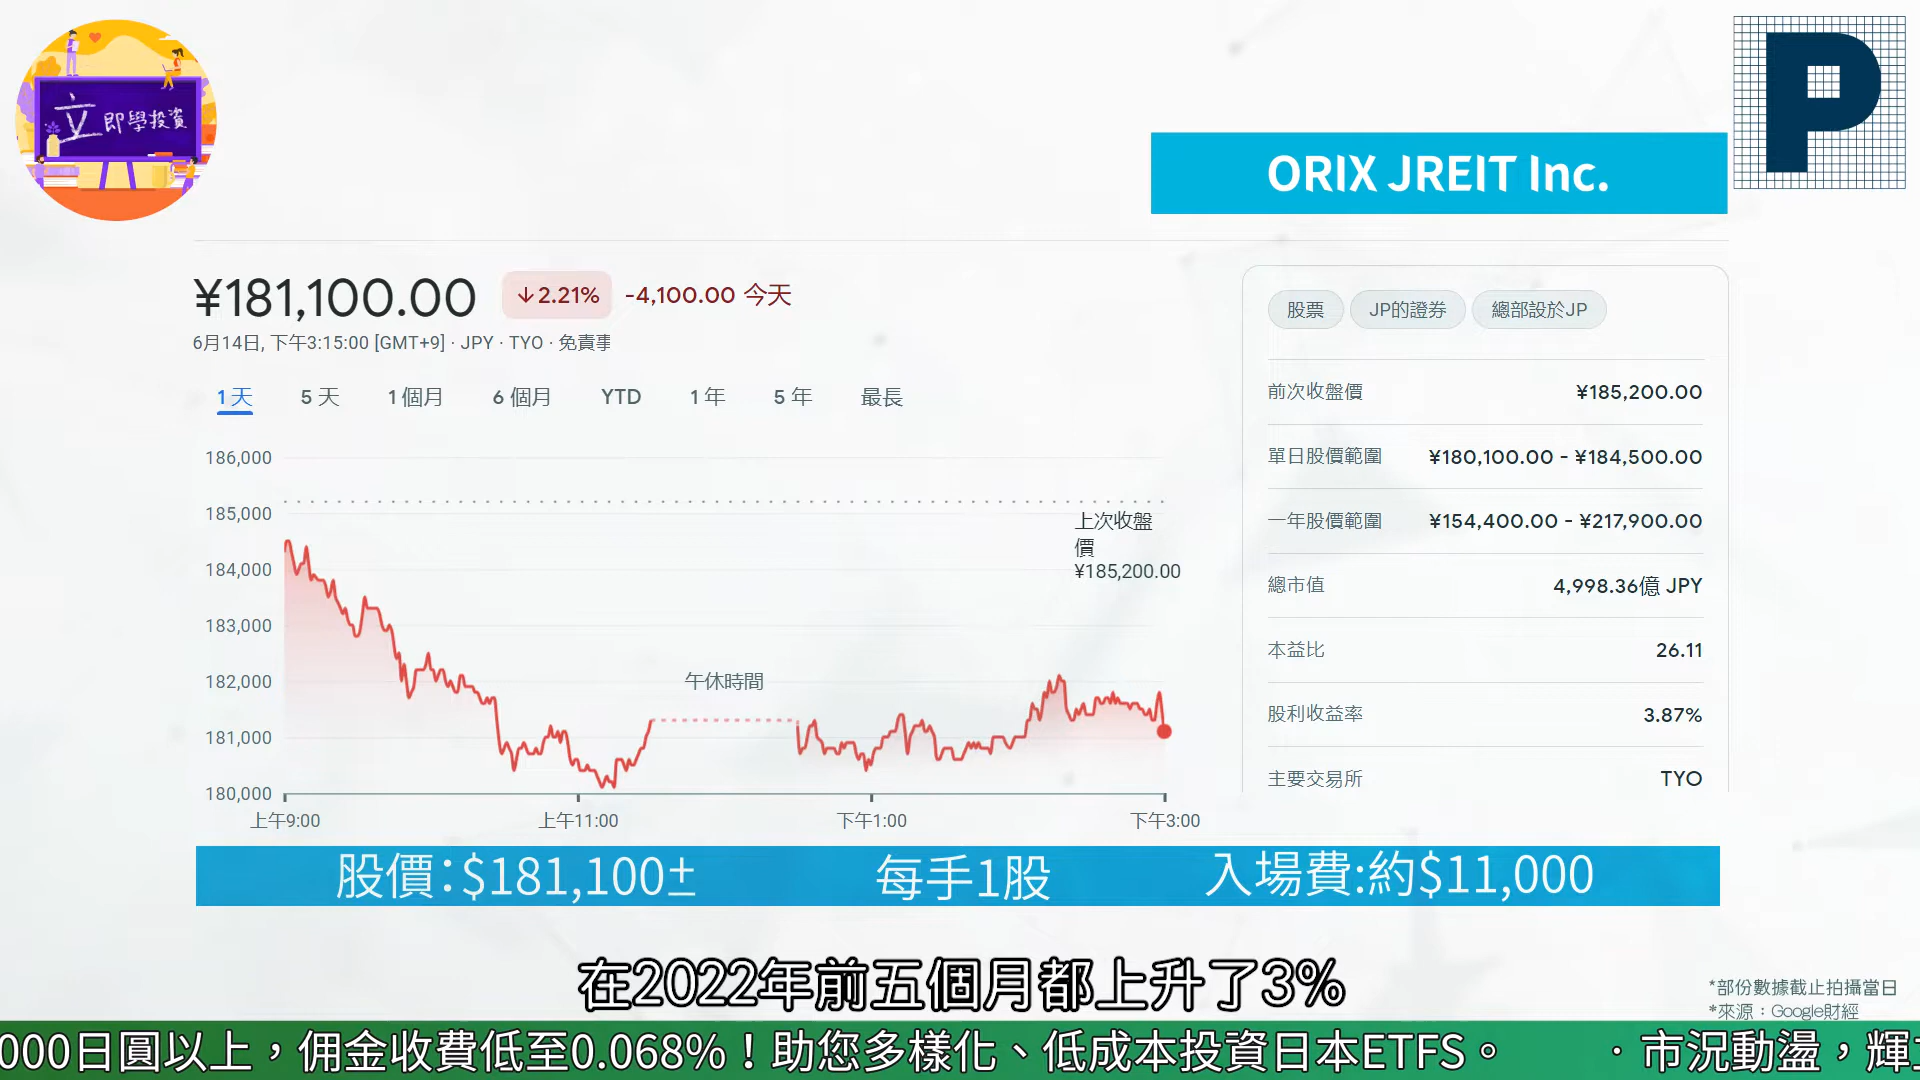 立即學投資
P
ORIX JREIT Inc.
¥181,100.00 ↓2.21% -4,100.00 今天
6月14日, 下午3:15:00 [GMT+9] · JPY · TYO · 免責事
1 天 5 天 1 個月 6 個月 YTD 1 年 5 年 最長
186,000
185,000
184,000
183,000
182,000
181,000
180,000
上次收盤
價
¥185,200.00
午休時間
上午9:00 上午11:00 下午1:00 下午3:00
股票 JP的證券 總部設於JP
前次收盤價 ¥185,200.00
單日股價範圍 ¥180,100.00 - ¥184,500.00
一年股價範圍 ¥154,400.00 - ¥217,900.00
總市值 4,998.36億 JPY
本益比 26.11
股利收益率 3.87%
主要交易所 TYO
股價:$181,100± 每手1股 入場費:約$11,000
在2022年前五個月都上升了3%
*部份數據截止拍攝當日
*來源：Google財經
000日圓以上，佣金收費低至0.068%！助您多樣化、低成本投資日本ETFS。 · 市況動盪，輝